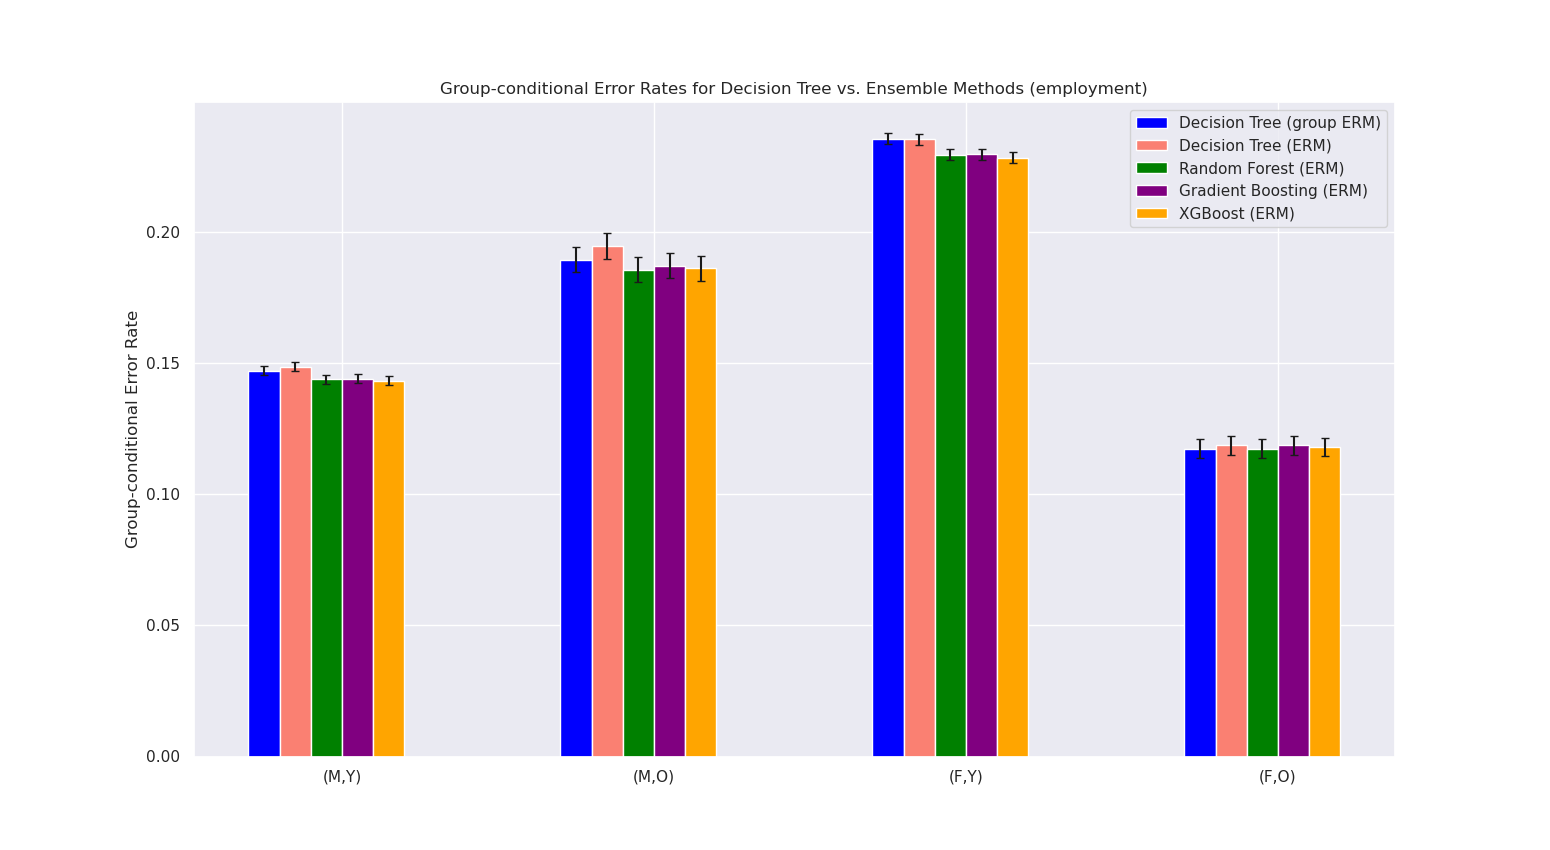 Group-conditional Error Rates for Decision Tree vs. Ensemble Methods (employment)
Decision Tree (group ERM)
Decision Tree (ERM)
Random Forest (ERM)
Gradient Boosting (ERM)
XGBoost (ERM)
Group-conditional Error Rate
0.20
0.15
0.10
0.05
0.00
(M,Y)
(M,O)
(F,Y)
(F,O)